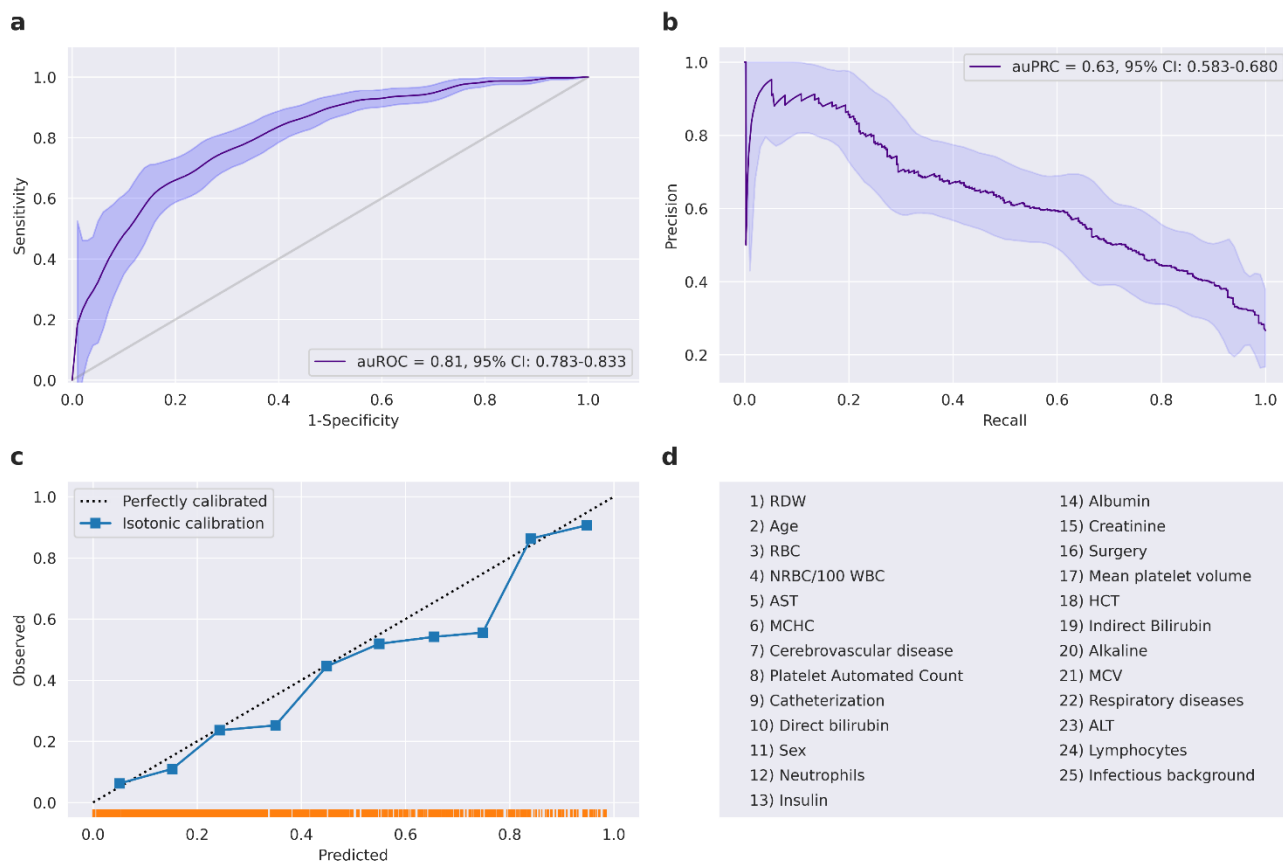 a
1.0
0.8
0.6
0.4
0.2
0.0
Sensitivity
auROC = 0.81, 95% CI: 0.783-0.833
0.0 0.2 0.4 0.6 0.8 1.0
1-Specificity
b
1.0
0.8
0.6
0.4
0.2
Precision
auPRC = 0.63, 95% CI: 0.583-0.680
0.0 0.2 0.4 0.6 0.8 1.0
Recall
c
1.0
0.8
0.6
0.4
0.2
0.0
Observed
Perfectly calibrated
Isotonic calibration
0.0 0.2 0.4 0.6 0.8 1.0
Predicted
d
1) RDW
2) Age
3) RBC
4) NRBC/100 WBC
5) AST
6) MCHC
7) Cerebrovascular disease
8) Platelet Automated Count
9) Catheterization
10) Direct bilirubin
11) Sex
12) Neutrophils
13) Insulin
14) Albumin
15) Creatinine
16) Surgery
17) Mean platelet volume
18) HCT
19) Indirect Bilirubin
20) Alkaline
21) MCV
22) Respiratory diseases
23) ALT
24) Lymphocytes
25) Infectious background